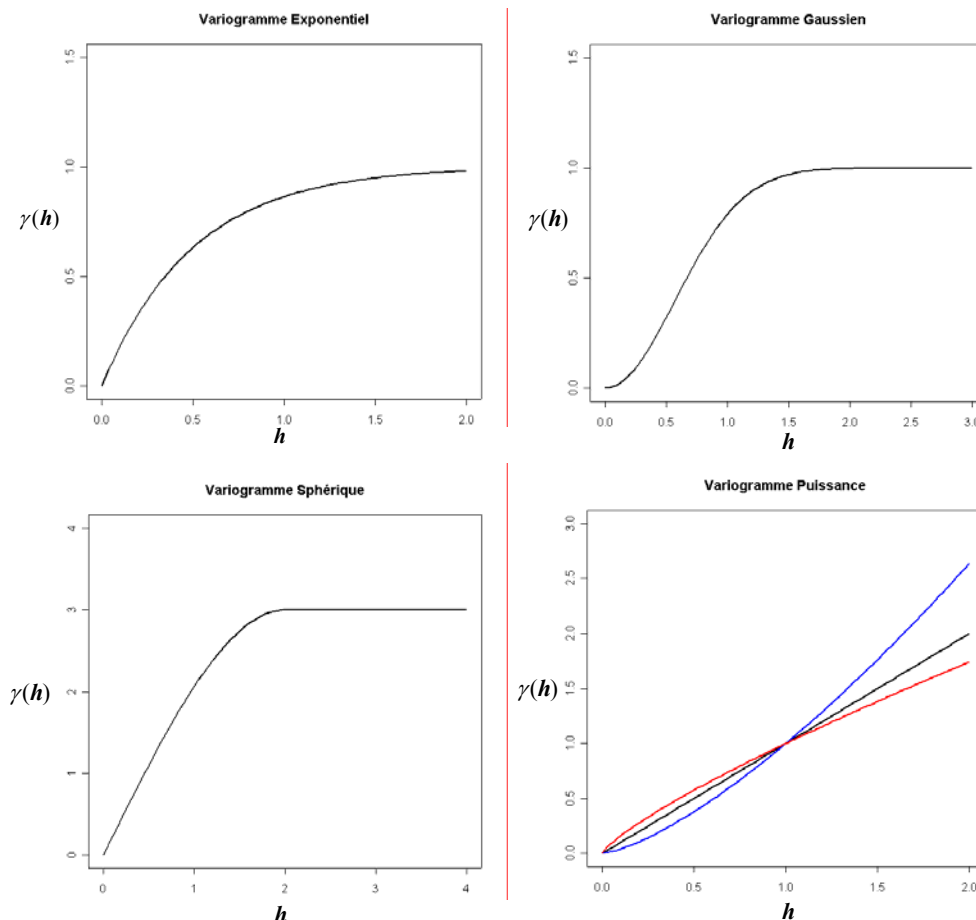 Variogramme Exponentiel
1.5
1.0
γ(h)
0.5
0.0
0.0 0.5 1.0 1.5 2.0
h
Variogramme Gaussien
1.5
1.0
γ(h)
0.5
0.0
0.0 0.5 1.0 1.5 2.0 2.5 3.0
h
Variogramme Sphérique
4
3
2
γ(h)
1
0
0 1 2 3 4
h
Variogramme Puissance
3.0
2.5
2.0
1.5
γ(h)
1.0
0.5
0.0
0.0 0.5 1.0 1.5 2.0
h